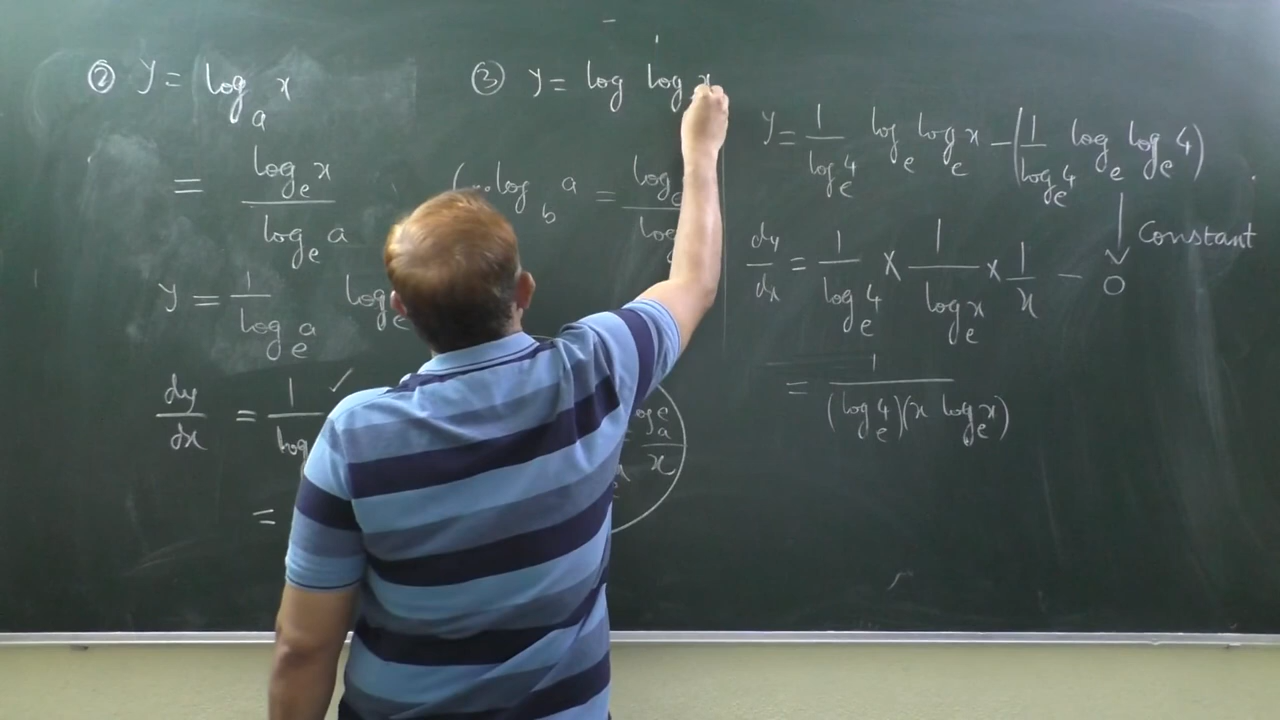 ② y = log_a x
= log_e x / log_e a
y = 1 / log_e a log_e
dy/dx = 1 / log ✓
=
③ y = log log x
(∵ log_b a = log_e / log
log_a e / x
y = 1 / log_e 4 log_e log_e x - (1 / log_e 4 log_e log_e 4)
↓ Constant
dy/dx = 1 / log_e 4 × 1 / log_e x × 1 / x - 0
= 1 / (log_e 4)(x log_e x)